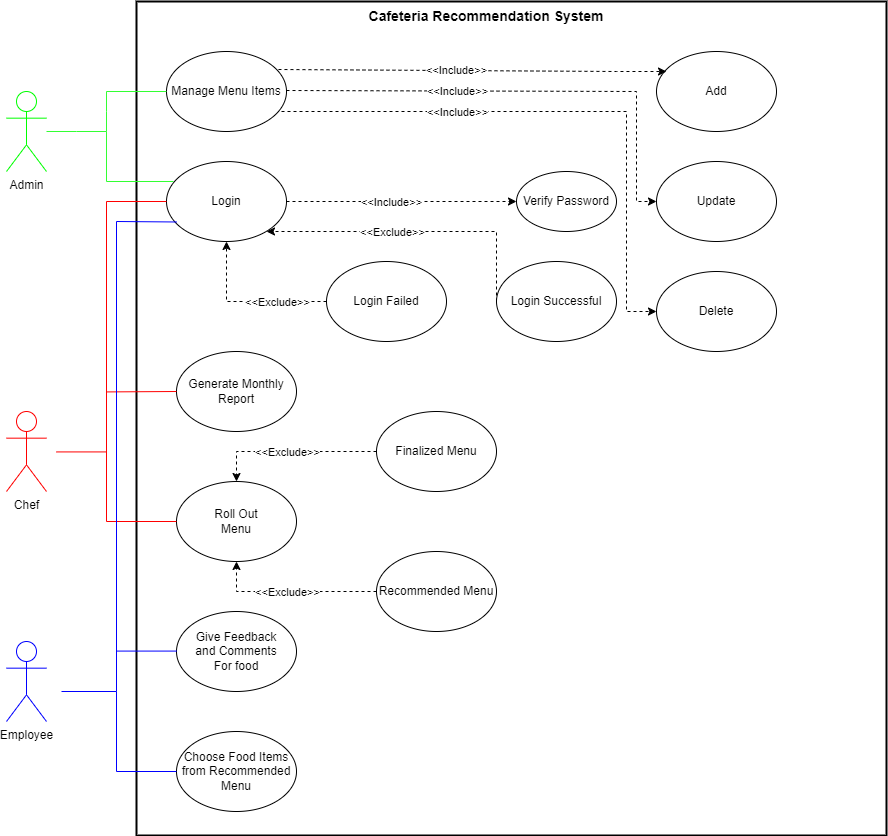 Cafeteria Recommendation System
Manage Menu Items
<<Include>>
Add
<<Include>>
<<Include>>
Admin
Login
<<Include>>
Verify Password
Update
<<Exclude>>
<<Exclude>>
Login Failed
Login Successful
Delete
Generate Monthly
Report
Chef
<<Exclude>>
Finalized Menu
Roll Out
Menu
<<Exclude>>
Recommended Menu
Give Feedback
and Comments
For food
Employee
Choose Food Items
from Recommended
Menu